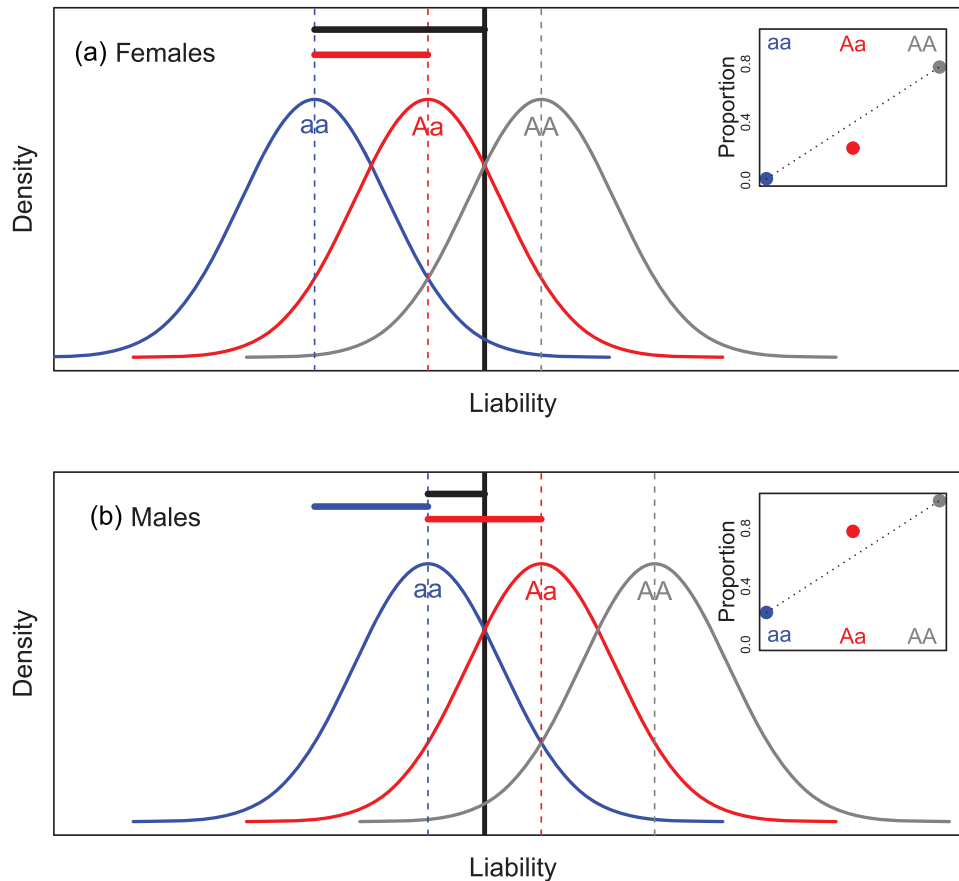 (a) Females
aa
Aa
AA
Density
Liability
aa Aa AA
Proportion
0.0 0.4 0.8
(b) Males
aa
Aa
AA
Density
Liability
Proportion
0.0 0.4 0.8
aa Aa AA